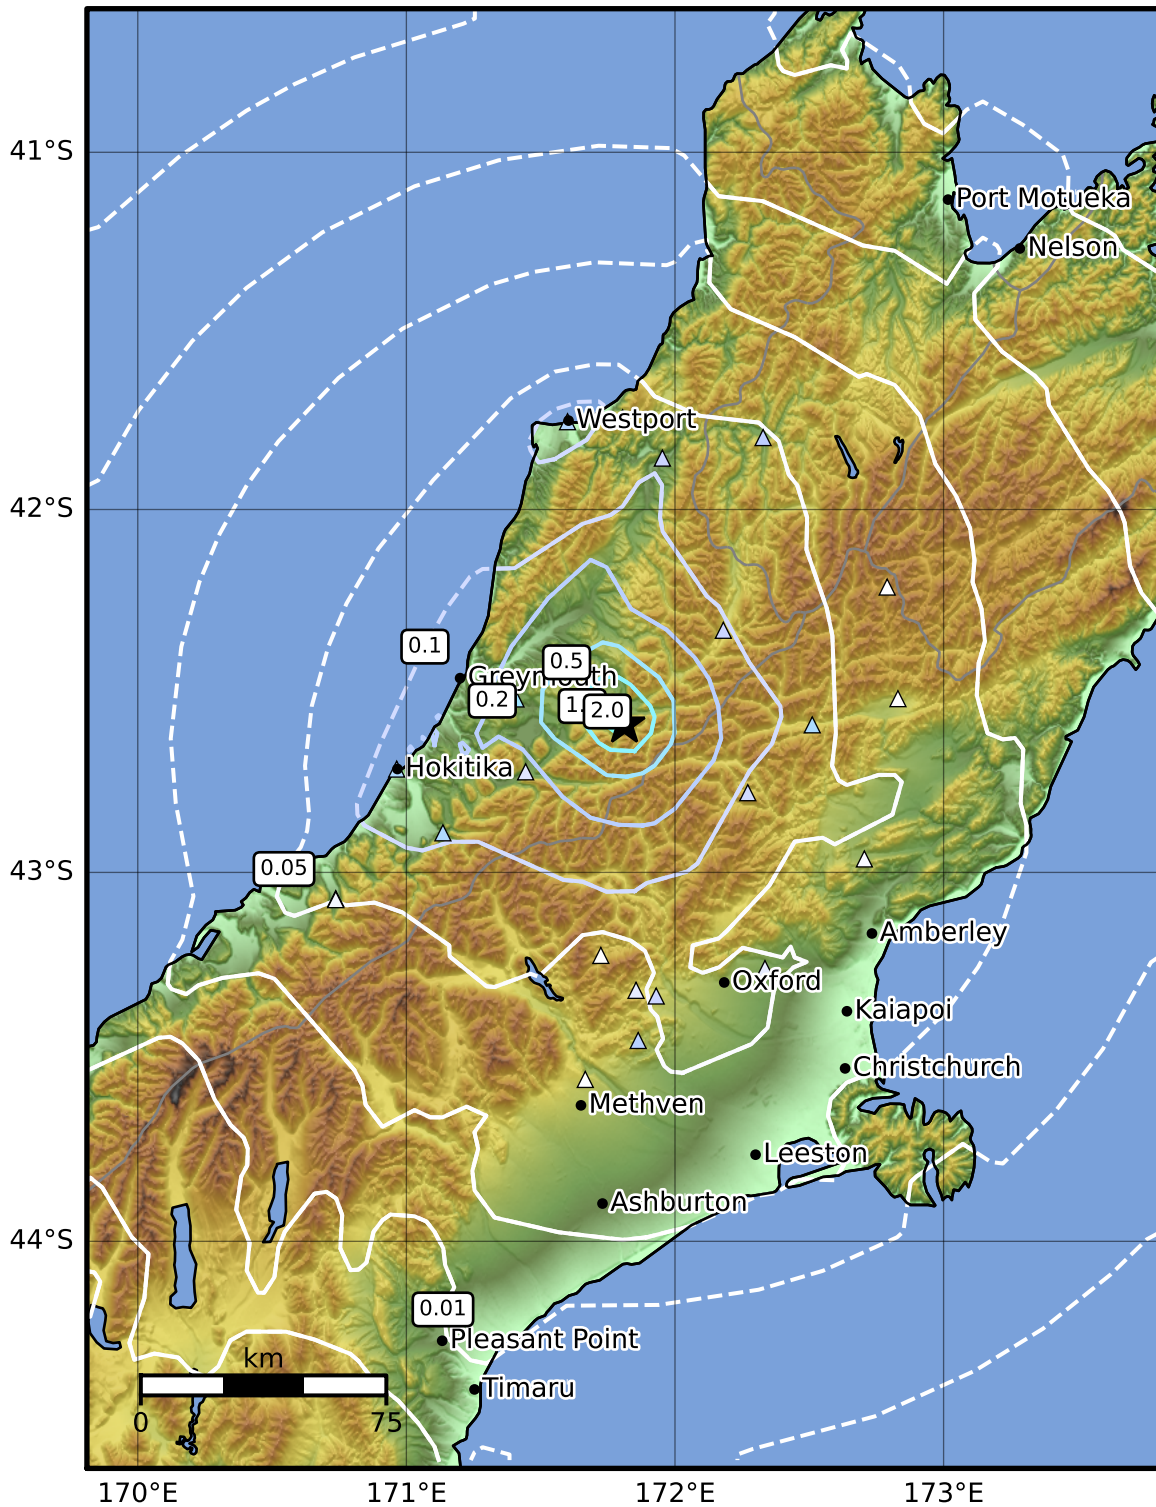 41°S
Port Motueka
Nelson
Westport
42°S
0.1
0.5
Greymouth
0.2
1.
2.0
Hokitika
0.05
43°S
Amberley
Oxford
Kaiapoi
Christchurch
Methven
Leeston
Ashburton
44°S
0.01
Pleasant Point
km
Timaru
0
75
170°E
171°E
172°E
173°E